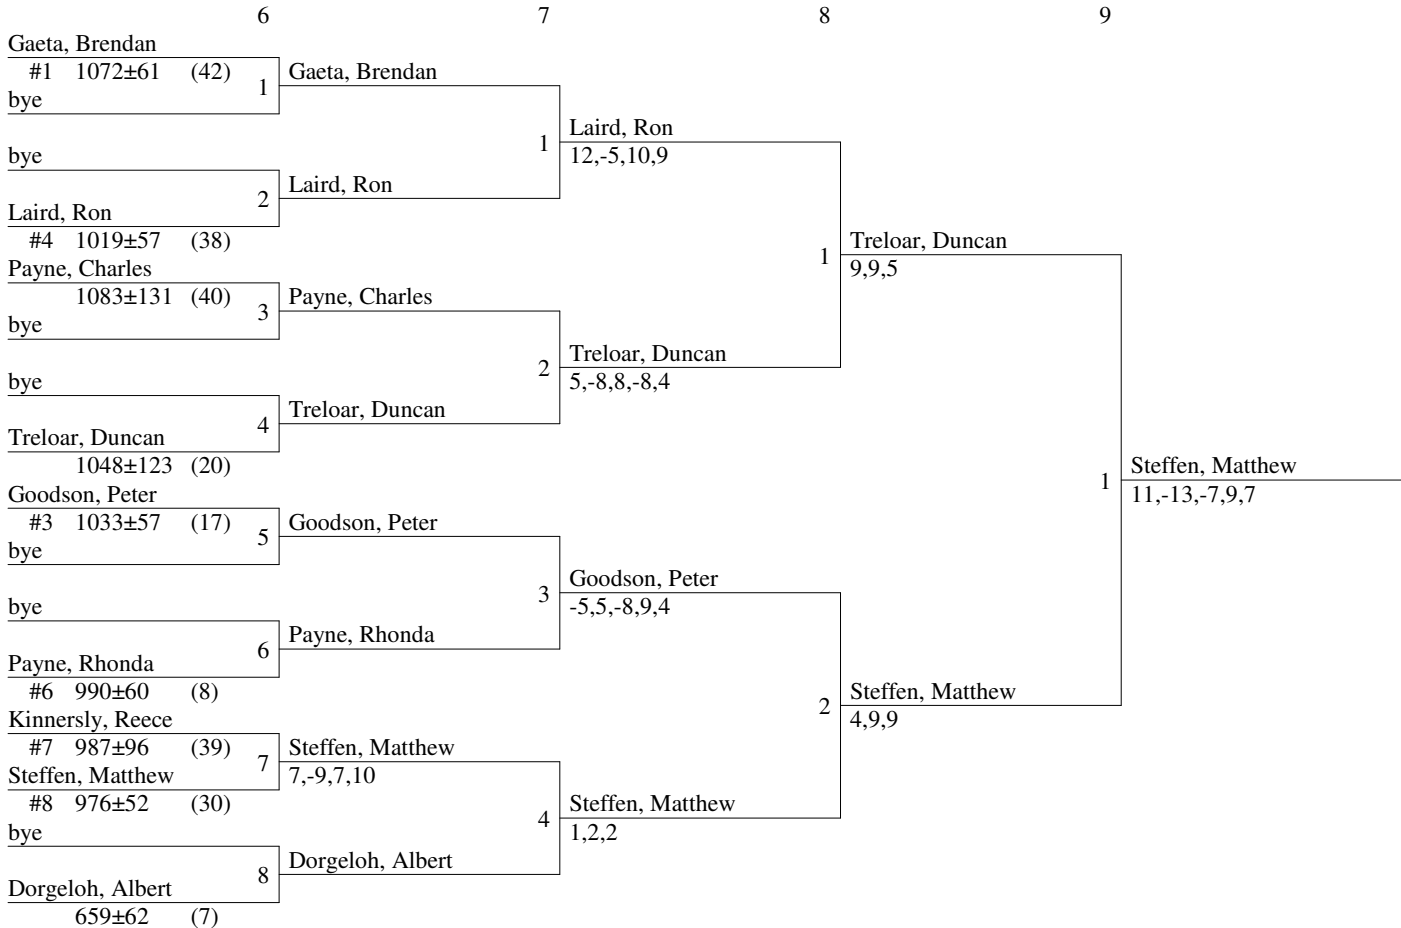 6 7 8 9
Gaeta, Brendan
#1 1072±61 (42)
1
Gaeta, Brendan
bye
1
Laird, Ron
12,-5,10,9
bye
2
Laird, Ron
Laird, Ron
#4 1019±57 (38)
1
Treloar, Duncan
9,9,5
Payne, Charles
1083±131 (40)
3
Payne, Charles
bye
2
Treloar, Duncan
5,-8,8,-8,4
bye
4
Treloar, Duncan
Treloar, Duncan
1048±123 (20)
1
Steffen, Matthew
11,-13,-7,9,7
Goodson, Peter
#3 1033±57 (17)
5
Goodson, Peter
bye
3
Goodson, Peter
-5,5,-8,9,4
bye
6
Payne, Rhonda
Payne, Rhonda
#6 990±60 (8)
2
Steffen, Matthew
4,9,9
Kinnersly, Reece
#7 987±96 (39)
7
Steffen, Matthew
7,-9,7,10
Steffen, Matthew
#8 976±52 (30)
4
Steffen, Matthew
1,2,2
bye
8
Dorgeloh, Albert
Dorgeloh, Albert
659±62 (7)